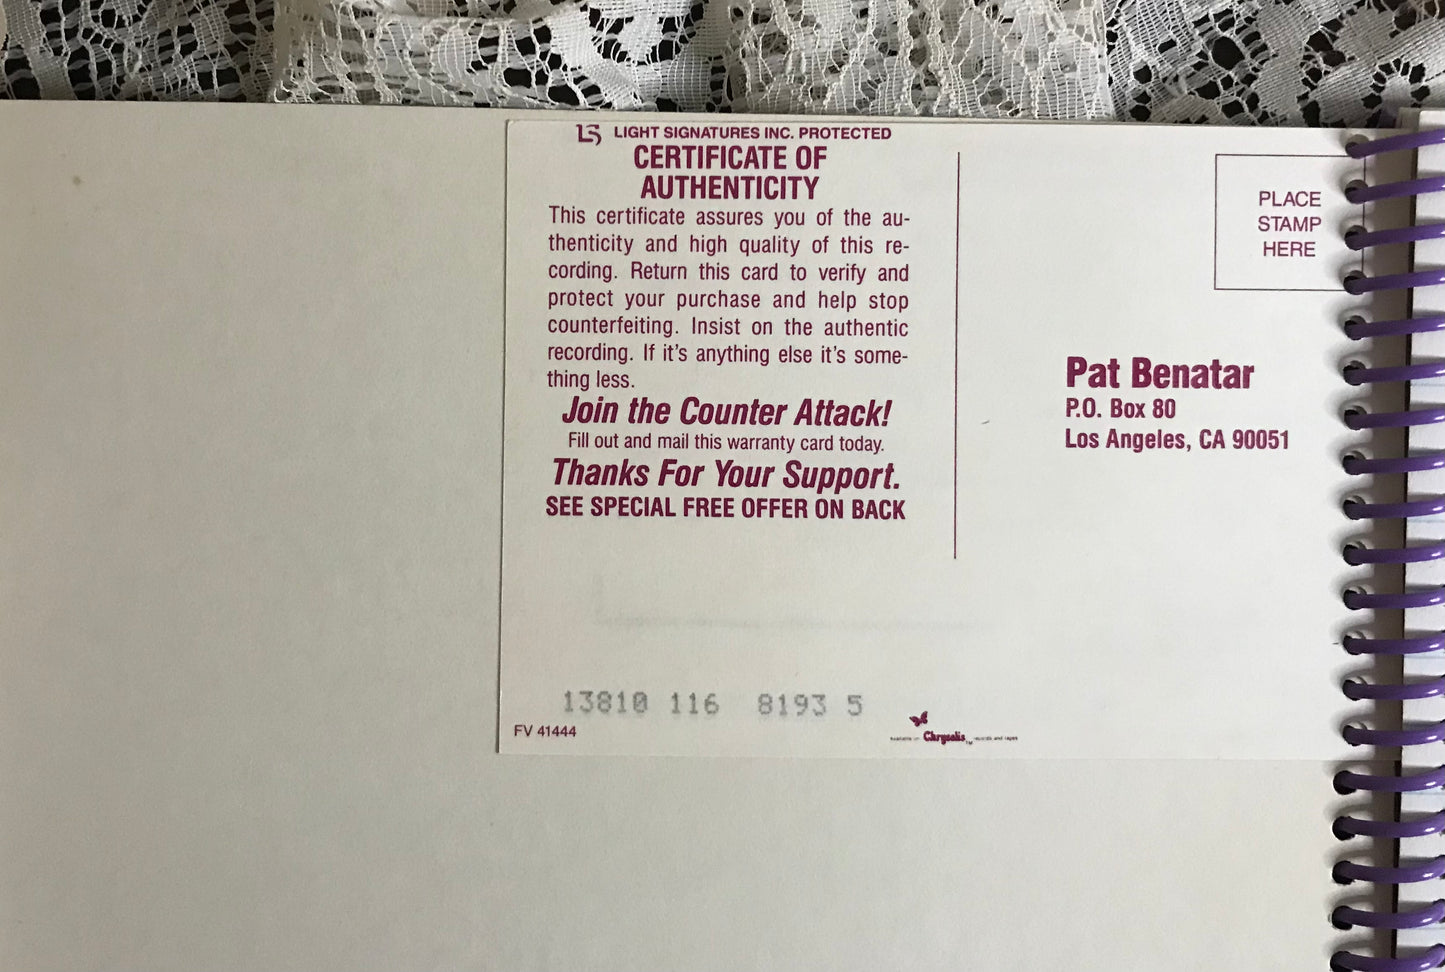 LS LIGHT SIGNATURES INC. PROTECTED
CERTIFICATE OF
AUTHENTICITY
This certificate assures you of the au-
thenticity and high quality of this re-
cording. Return this card to verify and
protect your purchase and help stop
counterfeiting. Insist on the authentic
recording. If it's anything else it's some-
thing less.
Join the Counter Attack!
Fill out and mail this warranty card today.
Thanks For Your Support.
SEE SPECIAL FREE OFFER ON BACK
13810 116 8193 5
FV 41444
PLACE
STAMP
HERE
Pat Benatar
P.O. Box 80
Los Angeles, CA 90051
Chrysalis records and tapes